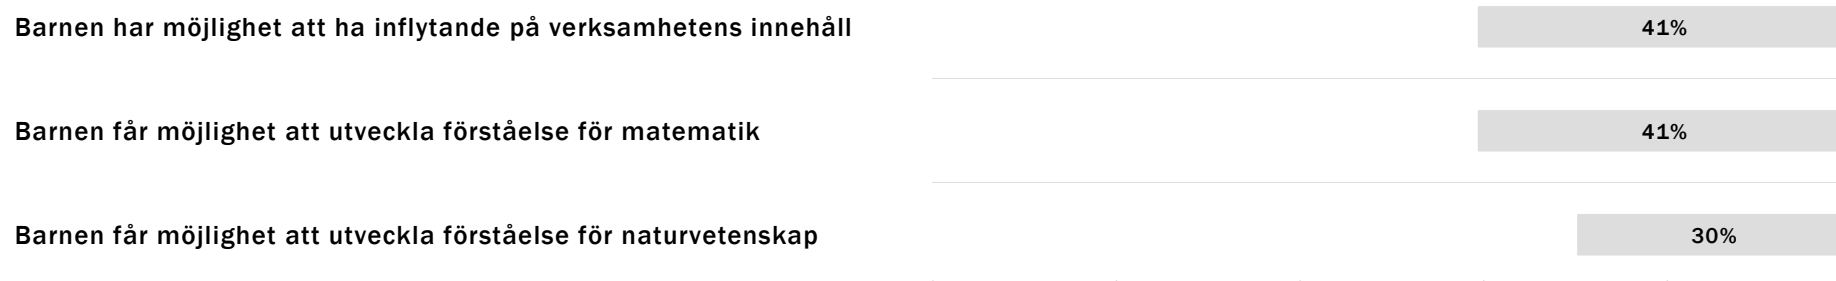 Barnen har möjlighet att ha inflytande på verksamhetens innehåll 41%
Barnen får möjlighet att utveckla förståelse för matematik 41%
Barnen får möjlighet att utveckla förståelse för naturvetenskap 30%